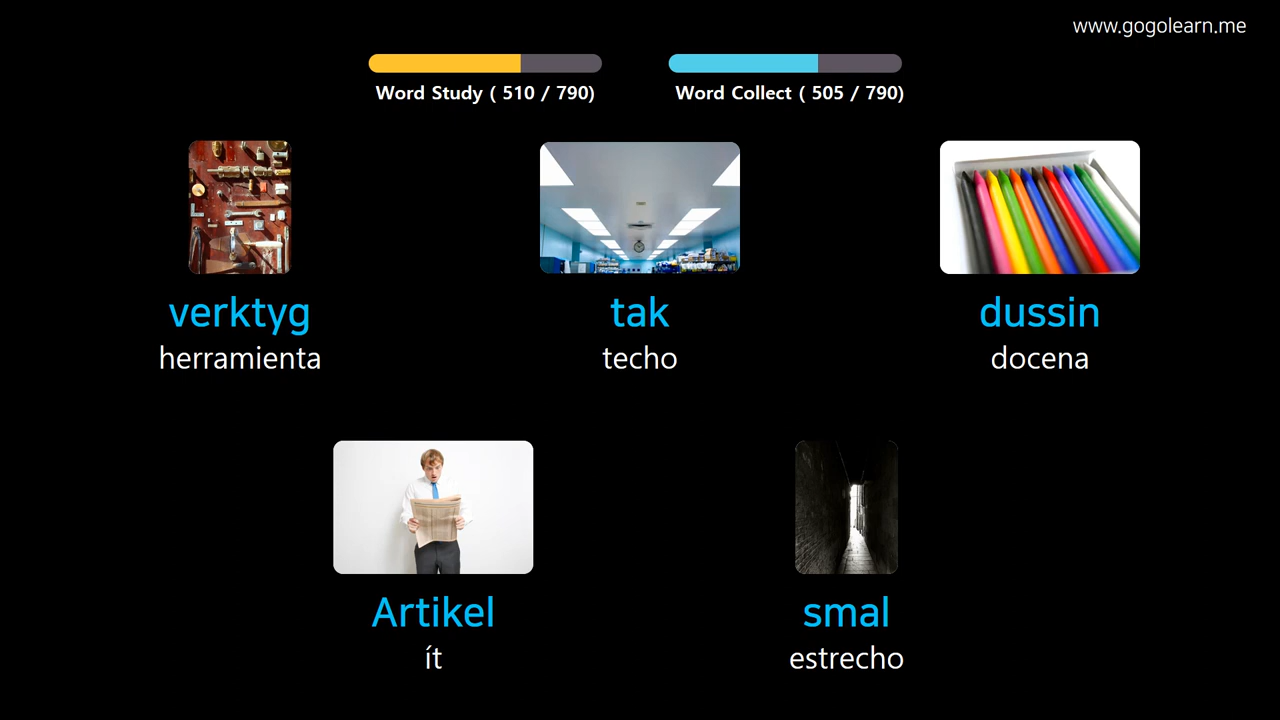 www.gogolearn.me
Word Study ( 510 / 790)
Word Collect ( 505 / 790)
verktyg
herramienta
tak
techo
dussin
docena
Artikel
ít
smal
estrecho